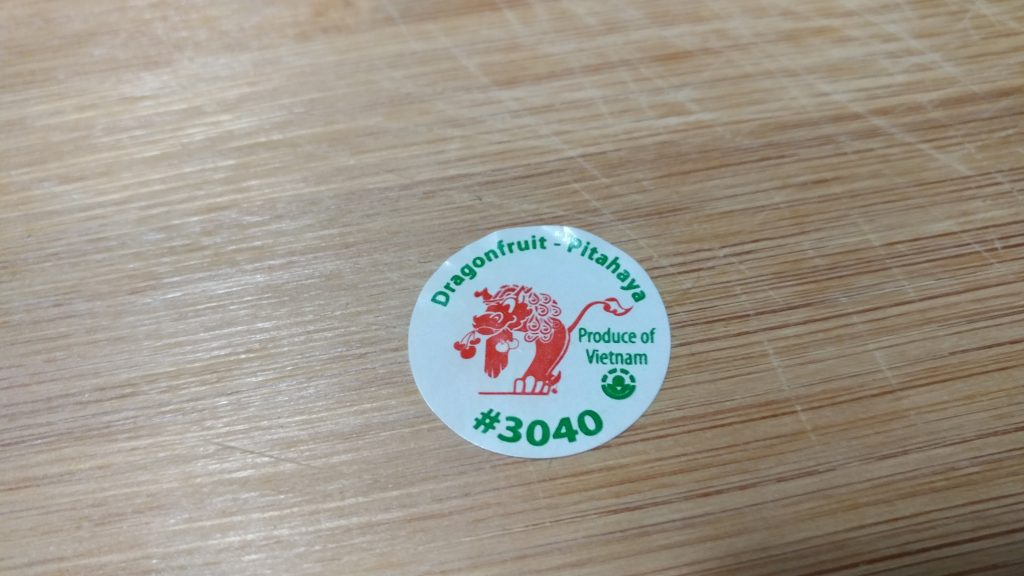 Dragonfruit - Pitahaya
Produce of
Vietnam
#3040